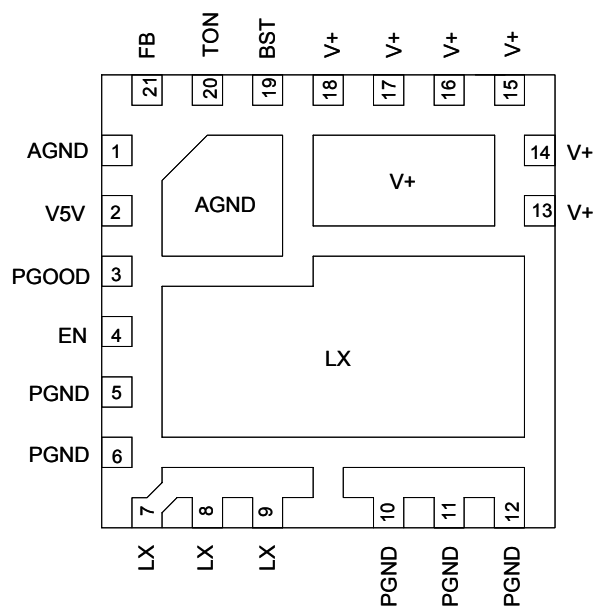 FB
TON
BST
V+
V+
V+
V+
21
20
19
18
17
16
15
AGND 1
14 V+
V+
AGND
V5V 2
13 V+
PGOOD 3
EN 4
LX
PGND 5
PGND 6
7
8
9
10
11
12
LX
LX
LX
PGND
PGND
PGND